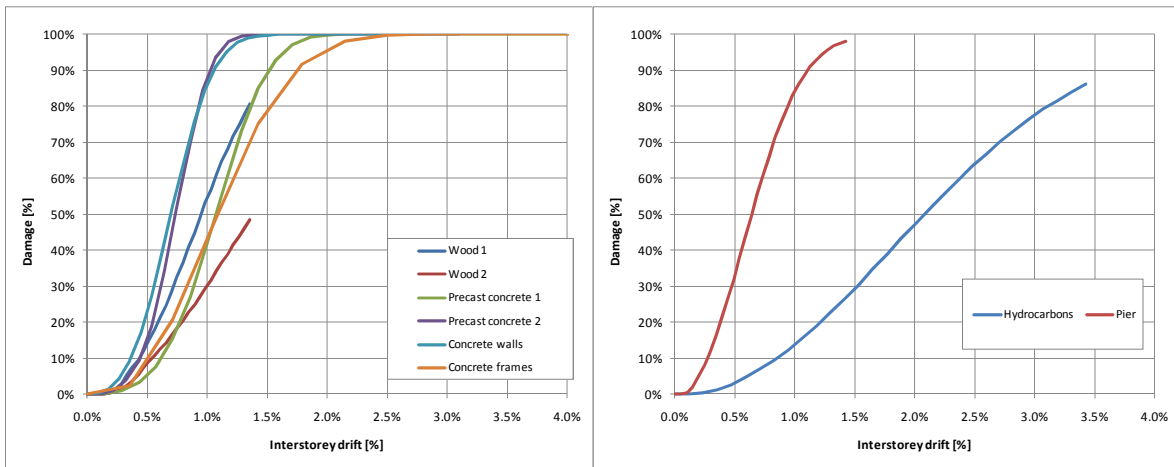 100%
90%
80%
70%
60%
50%
40%
30%
20%
10%
0%
Damage [%]
0.0% 0.5% 1.0% 1.5% 2.0% 2.5% 3.0% 3.5% 4.0%
Interstorey drift [%]
Wood 1
Wood 2
Precast concrete 1
Precast concrete 2
Concrete walls
Concrete frames
100%
90%
80%
70%
60%
50%
40%
30%
20%
10%
0%
Damage [%]
0.0% 0.5% 1.0% 1.5% 2.0% 2.5% 3.0% 3.5% 4.0%
Interstorey drift [%]
Hydrocarbons Pier